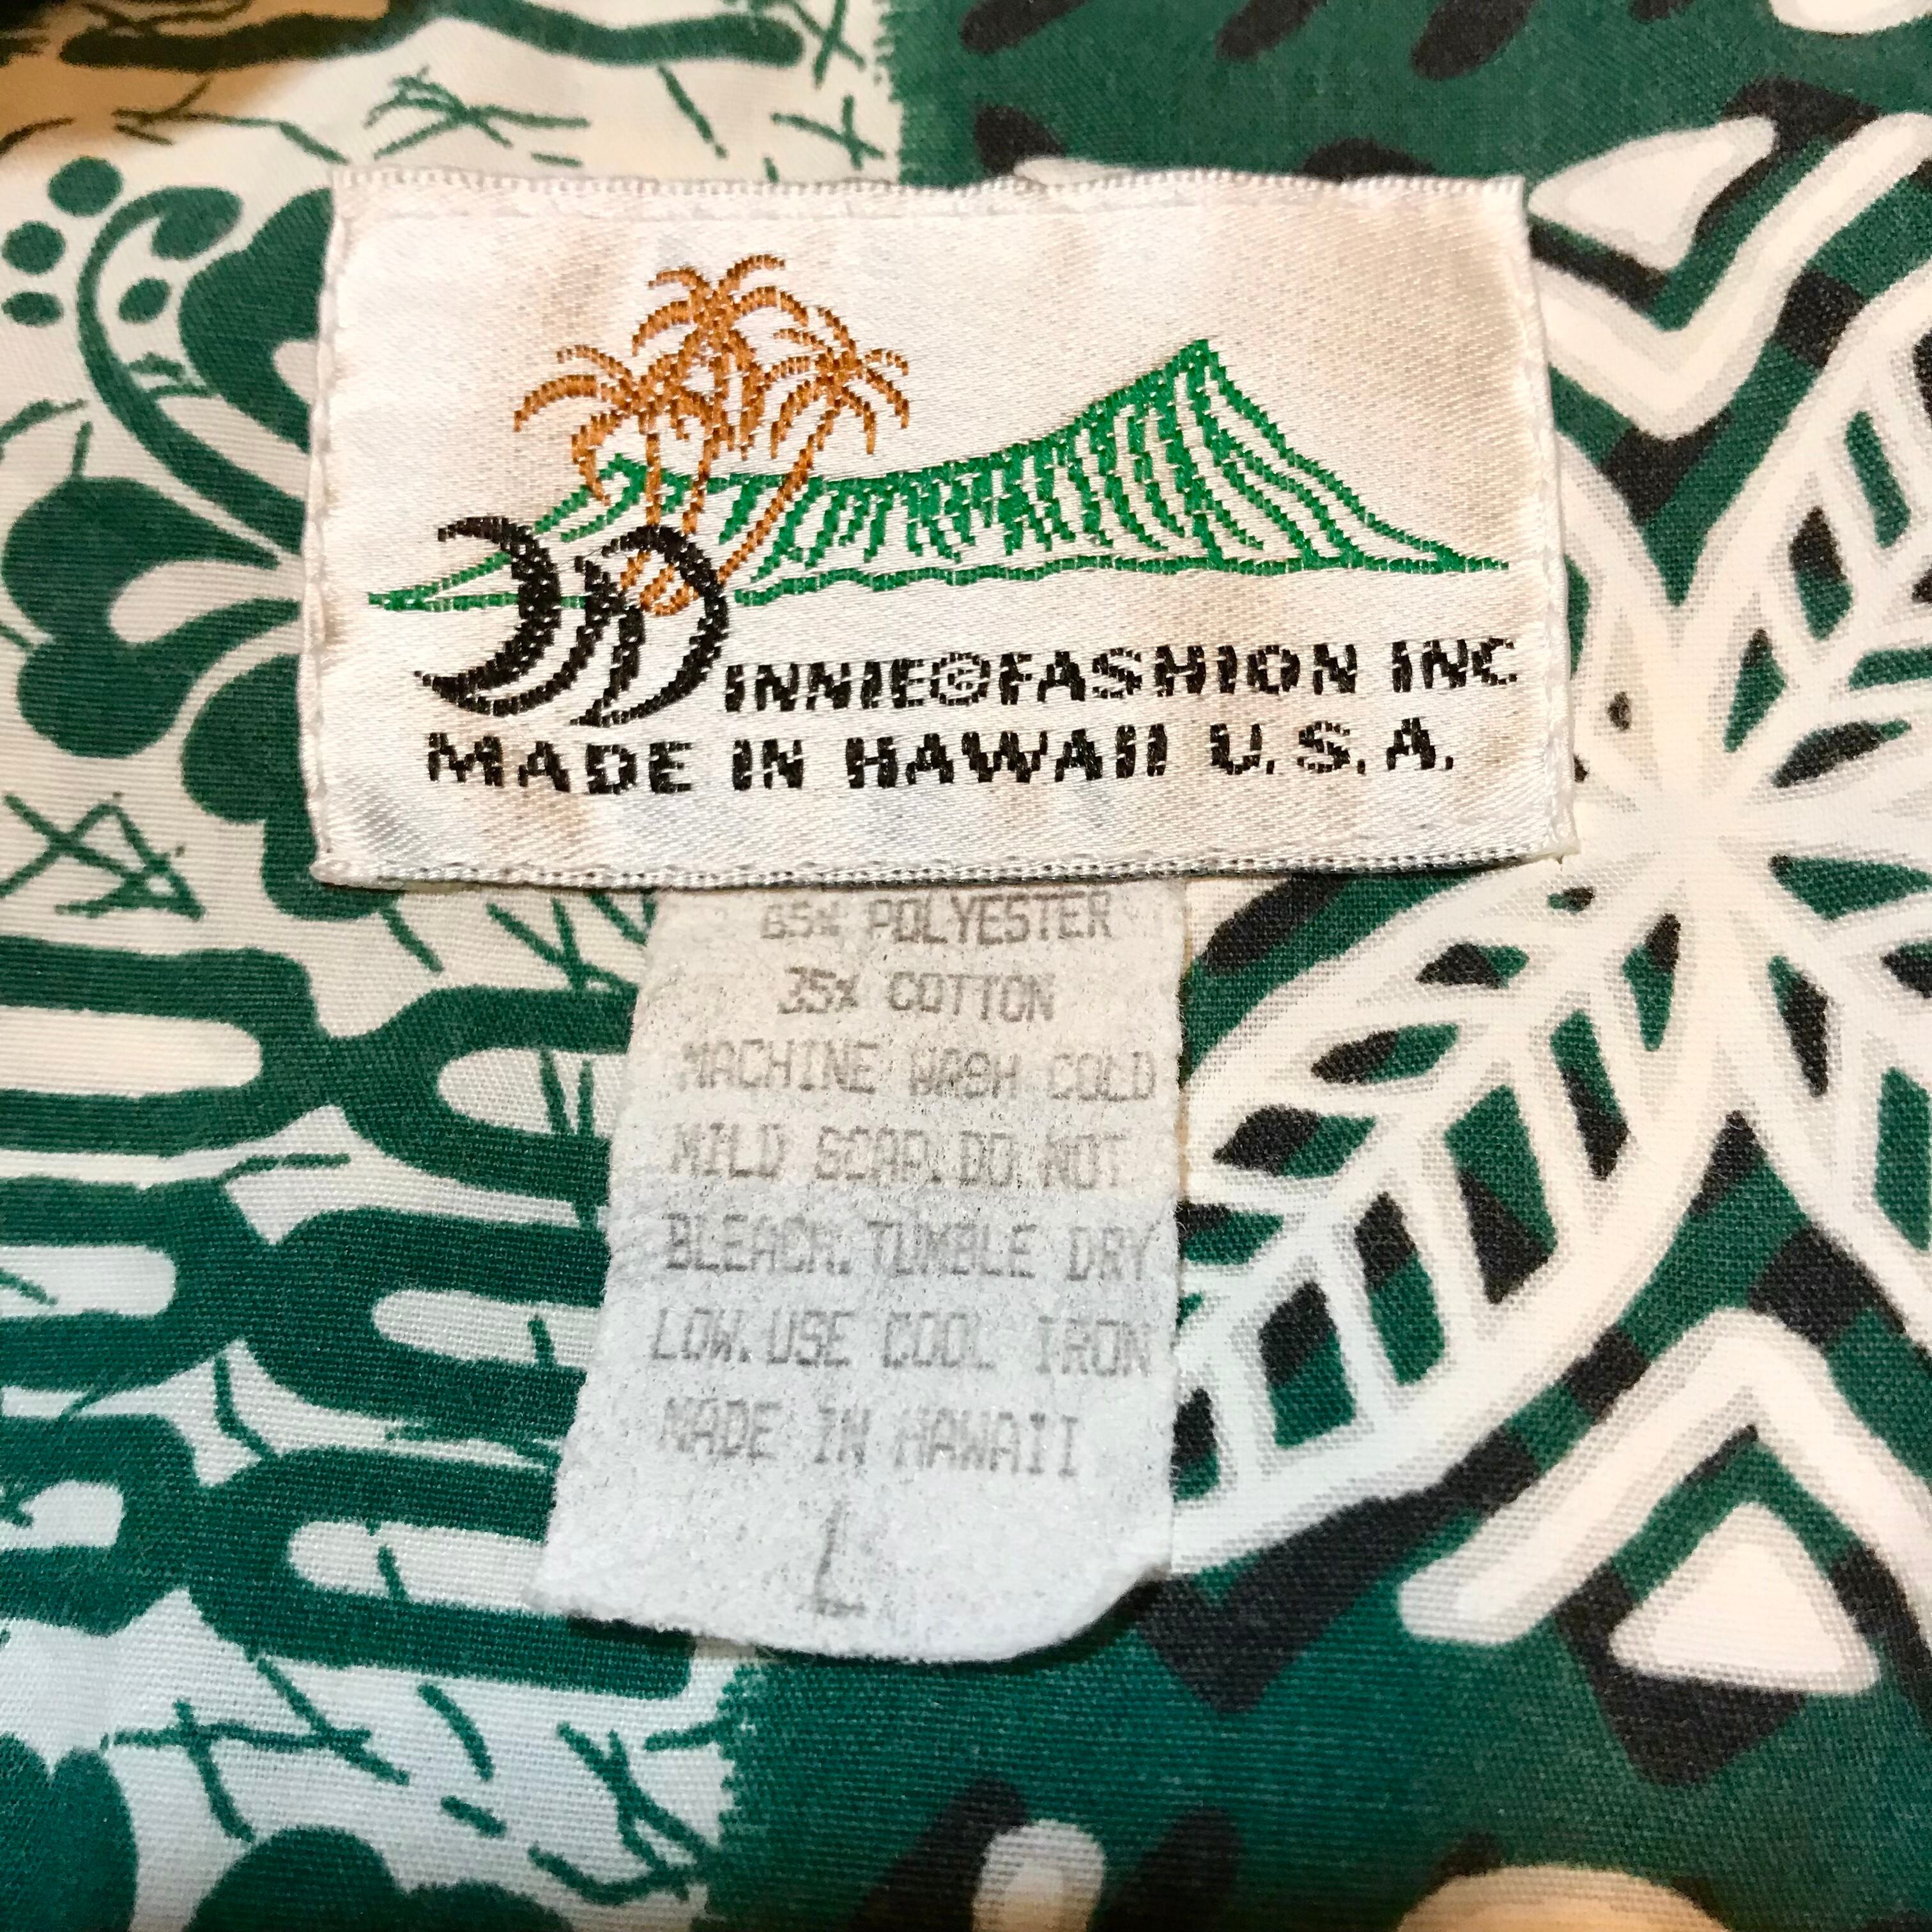 WINNIE©FASHION INC
MADE IN HAWAII U.S.A.
65% POLYESTER
35% COTTON
MACHINE WASH COLD
MILD SOAP.DO NOT
BLEACH.TUMBLE DRY
LOW.USE COOL IRON
MADE IN HAWAII
L